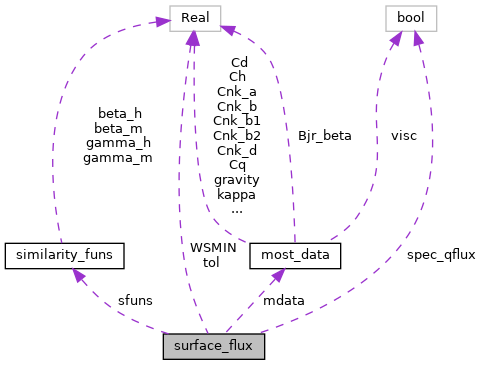 Real
bool
beta_h
beta_m
gamma_h
gamma_m
Cd
Ch
Cnk_a
Cnk_b
Cnk_b1
Cnk_b2
Cnk_d
Cq
gravity
kappa
...
Bjr_beta
visc
similarity_funs
WSMIN
tol
most_data
spec_qflux
sfuns
mdata
surface_flux